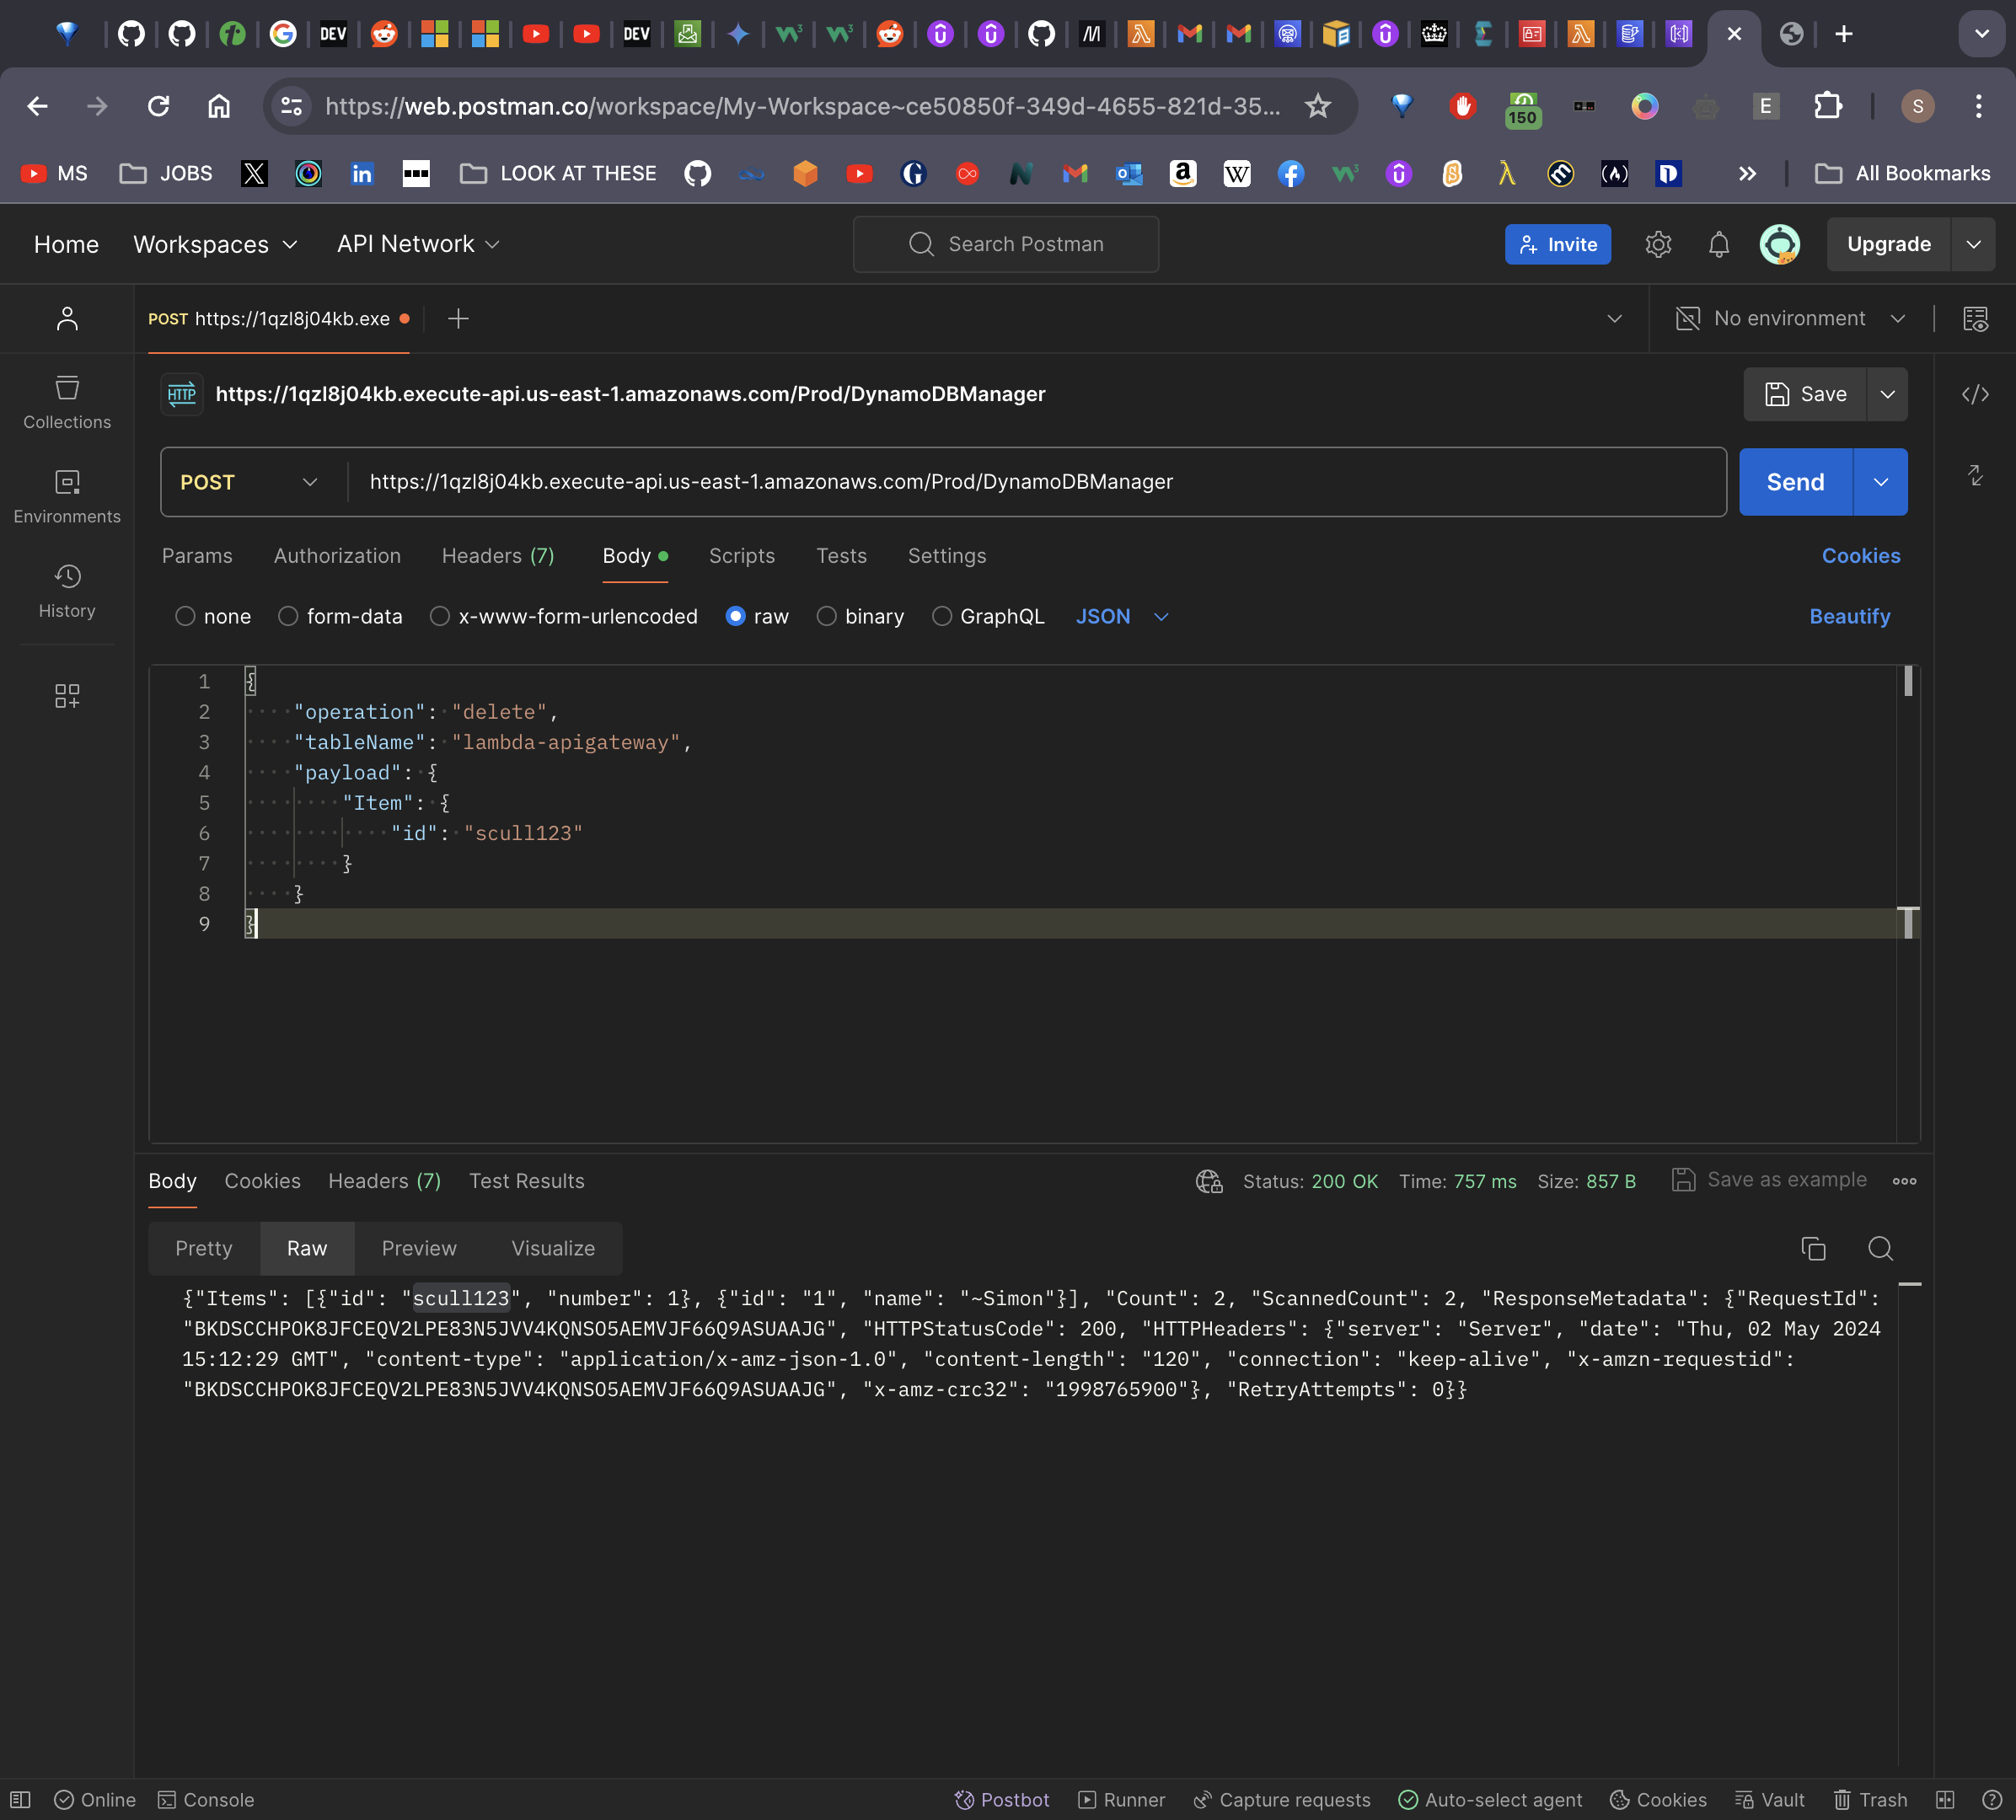 DEV
DEV
https://web.postman.co/workspace/My-Workspace~ce50850f-349d-4655-821d-35...
150
E
S
MS
JOBS
LOOK AT THESE
All Bookmarks
Home
Workspaces
API Network
Search Postman
Invite
Upgrade
POST https://1qzl8j04kb.exe
No environment
HTTP
https://1qzl8j04kb.execute-api.us-east-1.amazonaws.com/Prod/DynamoDBManager
Save
Collections
Environments
History
POST
https://1qzl8j04kb.execute-api.us-east-1.amazonaws.com/Prod/DynamoDBManager
Send
Params
Authorization
Headers (7)
Body
Scripts
Tests
Settings
Cookies
none
form-data
x-www-form-urlencoded
raw
binary
GraphQL
JSON
Beautify
1 {
2 "operation": "delete",
3 "tableName": "lambda-apigateway",
4 "payload": {
5 "Item": {
6 "id": "scull123"
7 }
8 }
9 }
Body
Cookies
Headers (7)
Test Results
Status: 200 OK
Time: 757 ms
Size: 857 B
Save as example
Pretty
Raw
Preview
Visualize
{"Items": [{"id": "scull123", "number": 1}, {"id": "1", "name": "~Simon"}], "Count": 2, "ScannedCount": 2, "ResponseMetadata": {"RequestId":
"BKDSCCHPOK8JFCEQV2LPE83N5JVV4KQNSO5AEMVJF66Q9ASUAAJG", "HTTPStatusCode": 200, "HTTPHeaders": {"server": "Server", "date": "Thu, 02 May 2024
15:12:29 GMT", "content-type": "application/x-amz-json-1.0", "content-length": "120", "connection": "keep-alive", "x-amzn-requestid":
"BKDSCCHPOK8JFCEQV2LPE83N5JVV4KQNSO5AEMVJF66Q9ASUAAJG", "x-amz-crc32": "1998765900"}, "RetryAttempts": 0}}
Online
Console
Postbot
Runner
Capture requests
Auto-select agent
Cookies
Vault
Trash